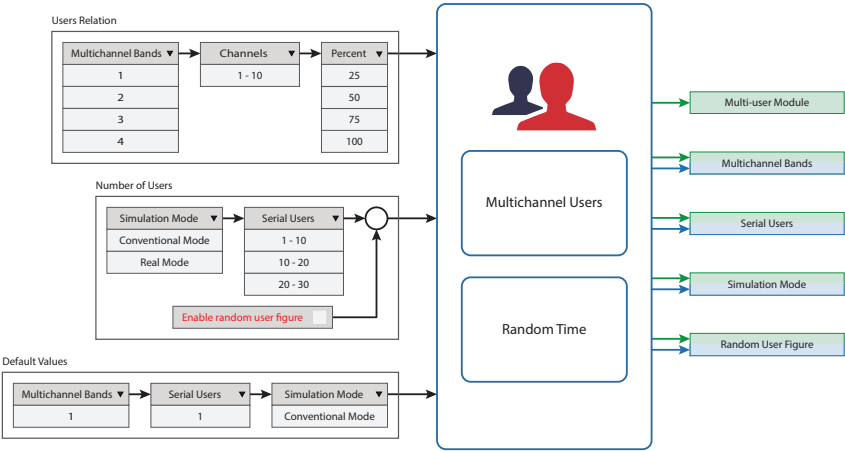 Users Relation
Multichannel Bands Channels Percent
1 1 - 10 25
2 50
3 75
4 100
Number of Users
Simulation Mode Serial Users
Conventional Mode 1 - 10
Real Mode 10 - 20
20 - 30
Enable random user figure
Default Values
Multichannel Bands Serial Users Simulation Mode
1 1 Conventional Mode
Multichannel Users
Random Time
Multi-user Module
Multichannel Bands
Serial Users
Simulation Mode
Random User Figure